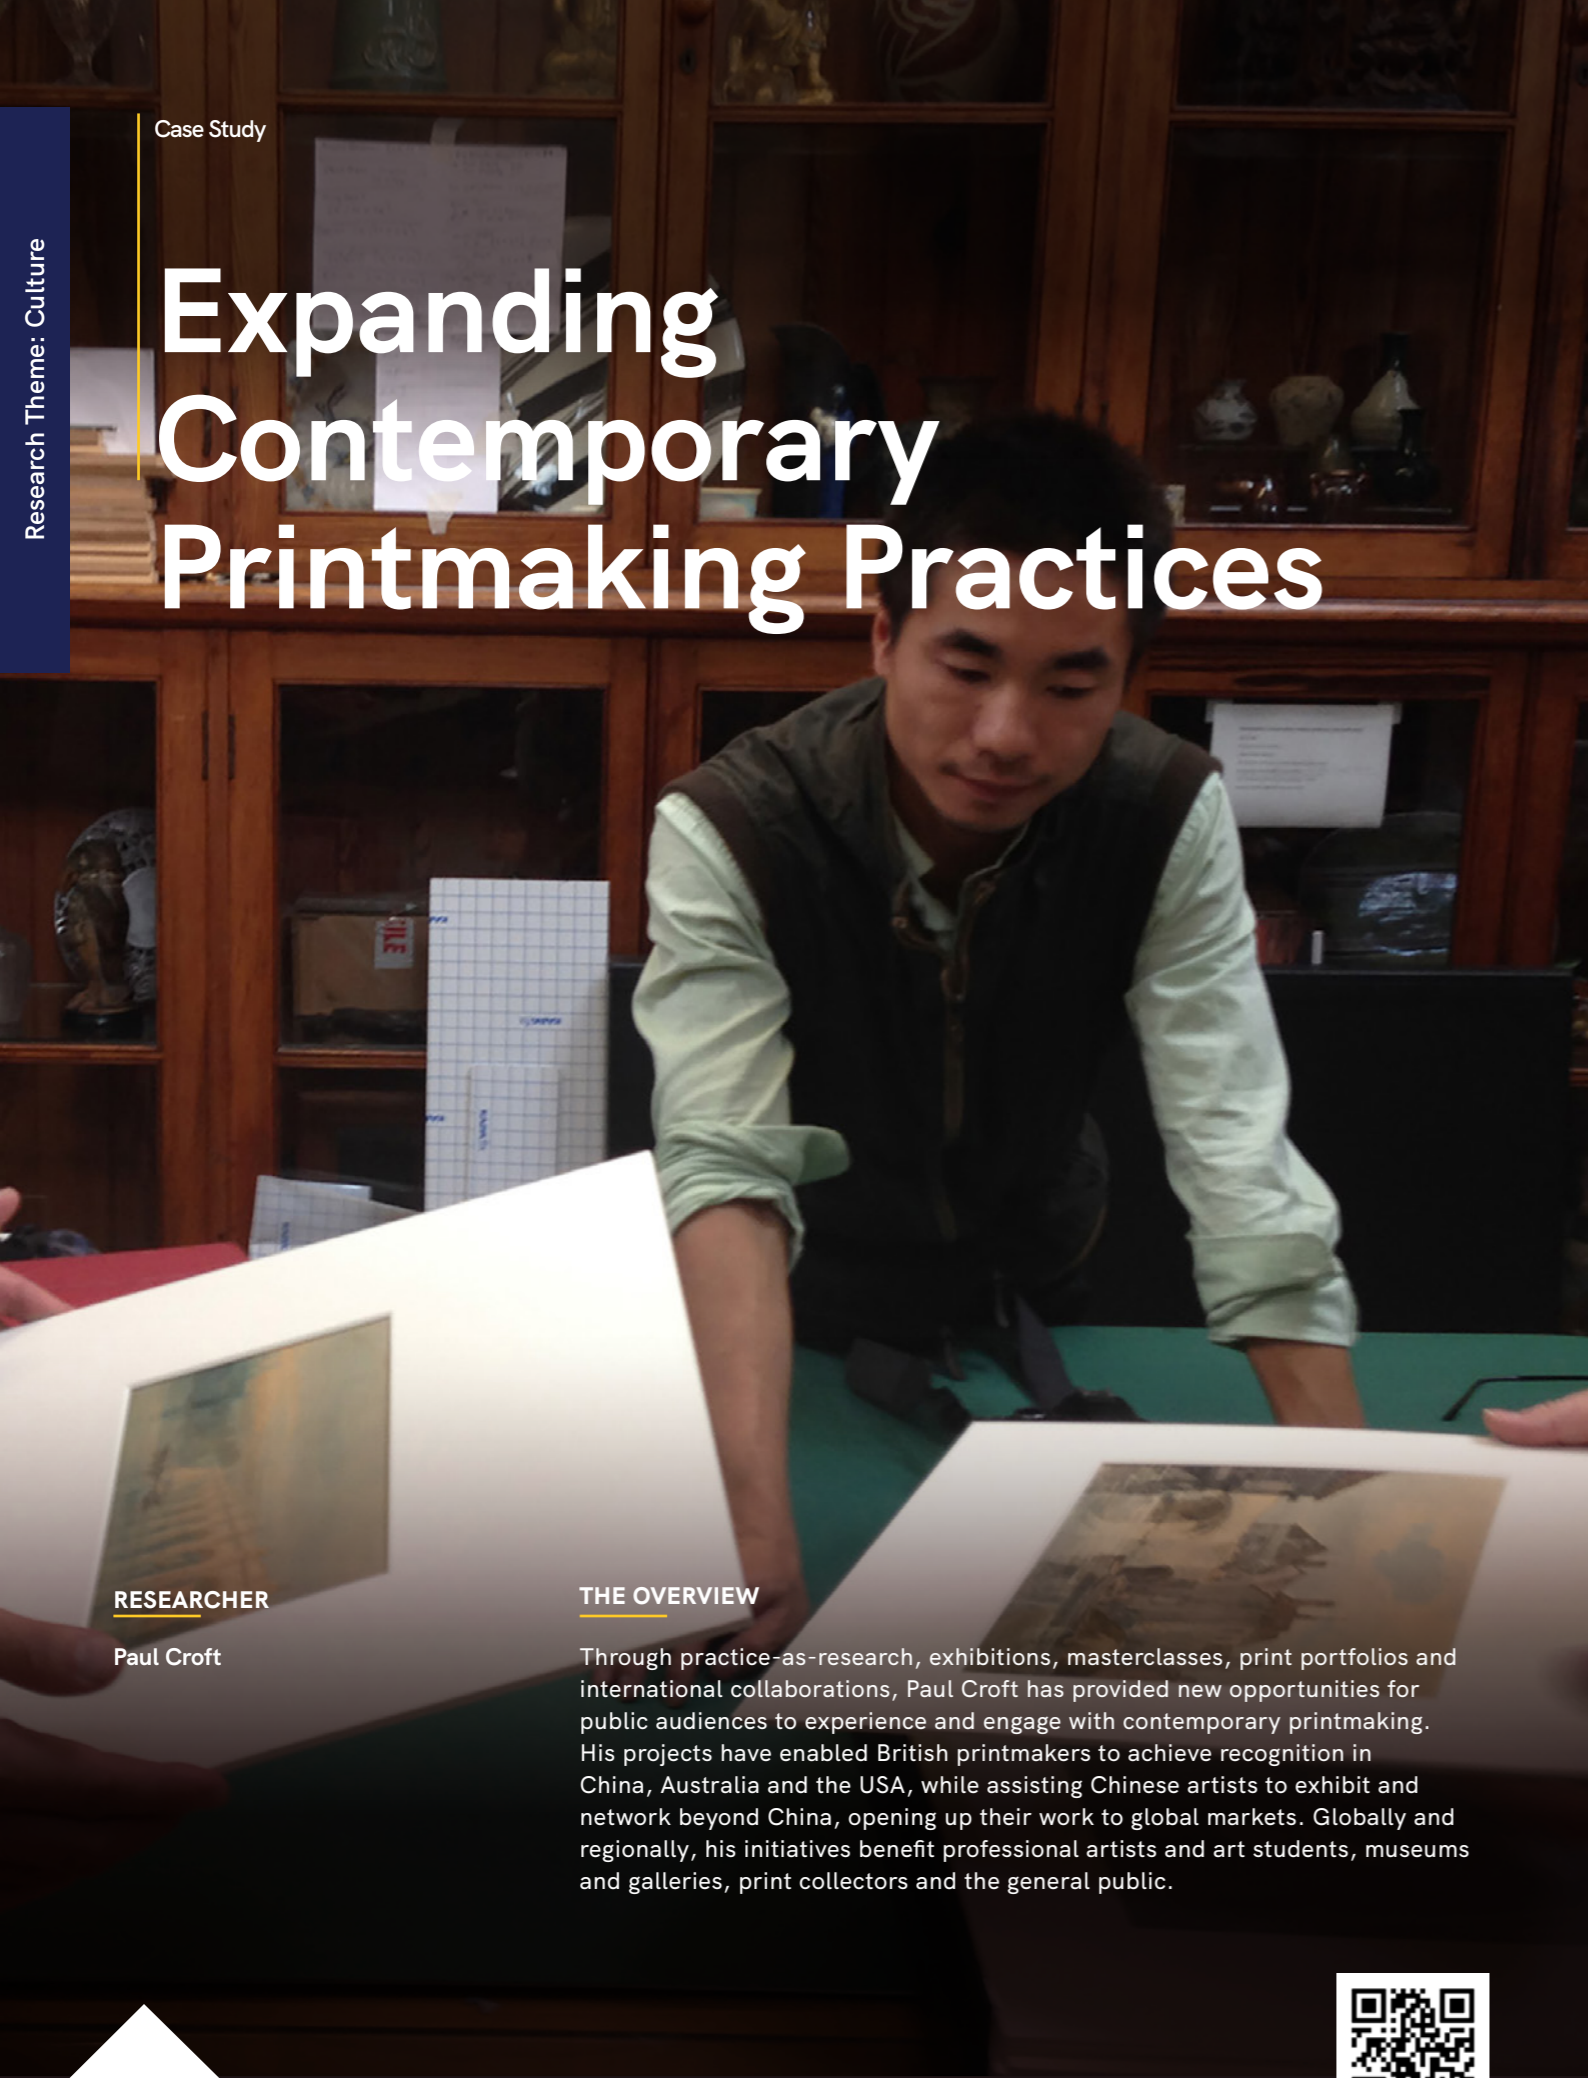 Case Study
Research Theme: Culture
Expanding
Contemporary
Printmaking Practices
RESEARCHER
Paul Croft
THE OVERVIEW
Through practice-as-research, exhibitions, masterclasses, print portfolios and
international collaborations, Paul Croft has provided new opportunities for
public audiences to experience and engage with contemporary printmaking.
His projects have enabled British printmakers to achieve recognition in
China, Australia and the USA, while assisting Chinese artists to exhibit and
network beyond China, opening up their work to global markets. Globally and
regionally, his initiatives benefit professional artists and art students, museums
and galleries, print collectors and the general public.